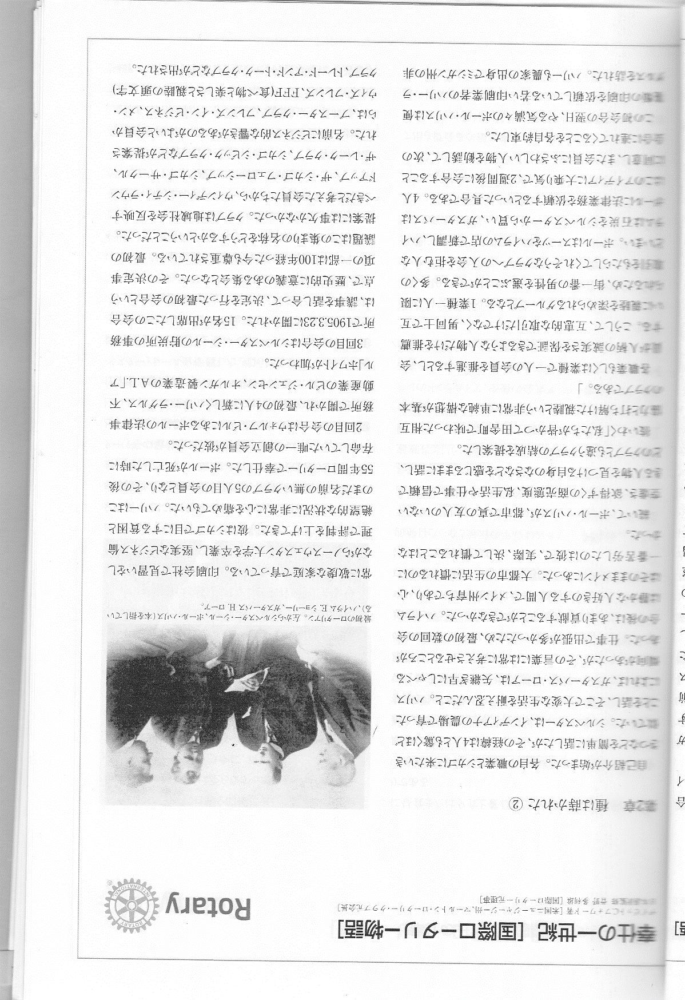 奉仕の一世紀 [国際ロータリー物語]
デビッドCフォワード 著 [米国ニュージャージー州、マールトン・ロータリークラブ元会長]
菅野 多利雄 [国際ロータリー元理事]
Rotary
ROTARY INTERNATIONAL
第2章 種は蒔かれた ②
自己紹介が始まった。各自の職業とシカゴに来たいき
さつなどを簡単に話したが、その経緯は4人とも驚くほど
似ていた。シルベスターは、インディアナの農場で育った
ことを話し、そこで大変な生活を耐え忍んだこと。ハリス
によれば、ガスターバス・ローアは、矢継ぎ早にしゃべる
傾向があったが、その言葉には常に考えさせるところが
あった。仕事で出張が多かったため、最初の数回の会
合の後は、あまり貢献することができなかった。ハイラム
は静かな人好きのする人間で、メイン州育ちであり、心
はそのままメインにあった。大都市の生活に慣れるのに
一番苦労したのは彼で、実際、決して慣れることはな
かった。
続いて、ポール・ハリスが、都市で真の友人のいない
空虚さ、欲得ずくの商売態度、私生活や仕事で信頼で
きる人物を見つける自身のなさなどを感じるままに話し、
どのクラブとも違うクラブの結成を提案した。
彼いわく「私たちが皆かつて田舎町で味わった相互
協力と打ち解けた親睦という非常に単純な構想が基本
のクラブである。」
各職業もしくは業種で一人の会員を推進するとし、会
員が人柄の誠実さを保証できるような人物だけを推薦
する。こうして、互恵的な取引だけでなく、男同士で互
いに親睦を深められるグループとなる。1業種一人に限
られるため、街一番の男性を選ぶことができる。多くの
取引をもたらしてくれそうなクラブへの入会を拒む人な
どいない。ポールはスーツをハイラムの店で新調し、ハイ
ラムは石炭をシルベスターから買い、ガスターバスは
ポールに法律業務を依頼するといった具合である。4人
はこのアイディアに大乗り気で、2週間後に会合すること
に同意し、また会員にふさわしい人物を勧誘して、次の
会合に連れてくることを各自約束した。
この初会合の翌日、やる気満々のポール・ハリスは便
箋類の印刷を依頼している若い印刷業者のハリー・ラ
グルスを訪れた。ハリーも農家の出身でミシガン州の非
最初のロータリアン。上からシルベスター・シール、ポール・ハリス(本を指してい
る)、ハイラム E. ショーリー、ガスターバス H. ローア。
常に敬虔な家庭で育っている。印刷会社で見習いをし
ながらノースウェスタン大学を卒業し、堅実なビジネス倫
理で評判を上げてきた。彼はシカゴで目にする貧困と
絶望的な状況に非常に心を痛めてもいた。ハリーはこ
のまだ名前の無いクラブの5人目の会員となり、その後
55年間ロータリーで奉仕した。ポールが死亡した時に
存命していた唯一の創立会員が彼だった。
2回目の会合はウォルフ・ビルにあるポールの法律事
務所で開かれ、最初の4人に新しくハリー・ラグルス、不
動産業のビル・ジェンセン、オルガン製造業のA.L.「ア
ル」ホワイトが加わった。
3回目の会合はシルベスター・シールの貯炭所の事務
所で1905.3.23に開かれた。15名が出席したこの会合
は、議事を話し合って、決定を行った最初の会合という
点で、歴史的に意義のある集会となった。その決定事
項の一部は100年経った今も尊重されている。最初の
議題はこの集まりの名称をどうするかということだった。
提案には事欠かなかった。クラブは地域社会を反映す
べきだと考えた会員たちから、ウィンディー・シティ・ラウン
ドアップ、ザ・シカゴ・フェローシップ、シカゴ・サークル、
ザ・レーク・クラブ、シカゴ・シビック・クラブなどが提案さ
れた。名前にビジネス的な響きがあるのがよいと会員か
らは、ブースター・クラブ、フレンズ・イン・ビジネス、メン・
ウィズ・フレンズ、FFF(食べ物と楽しさと親睦の頭文字)
クラブ、トレード・アンド・トーク・クラブなどが出された。